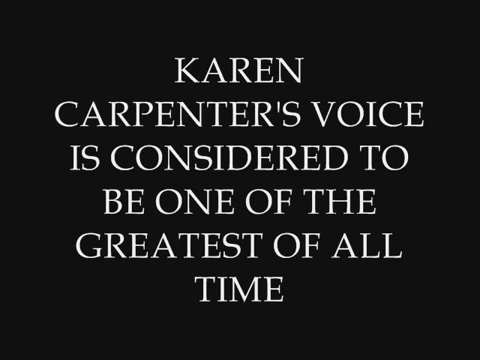 KAREN
CARPENTER'S VOICE
IS CONSIDERED TO
BE ONE OF THE
GREATEST OF ALL
TIME